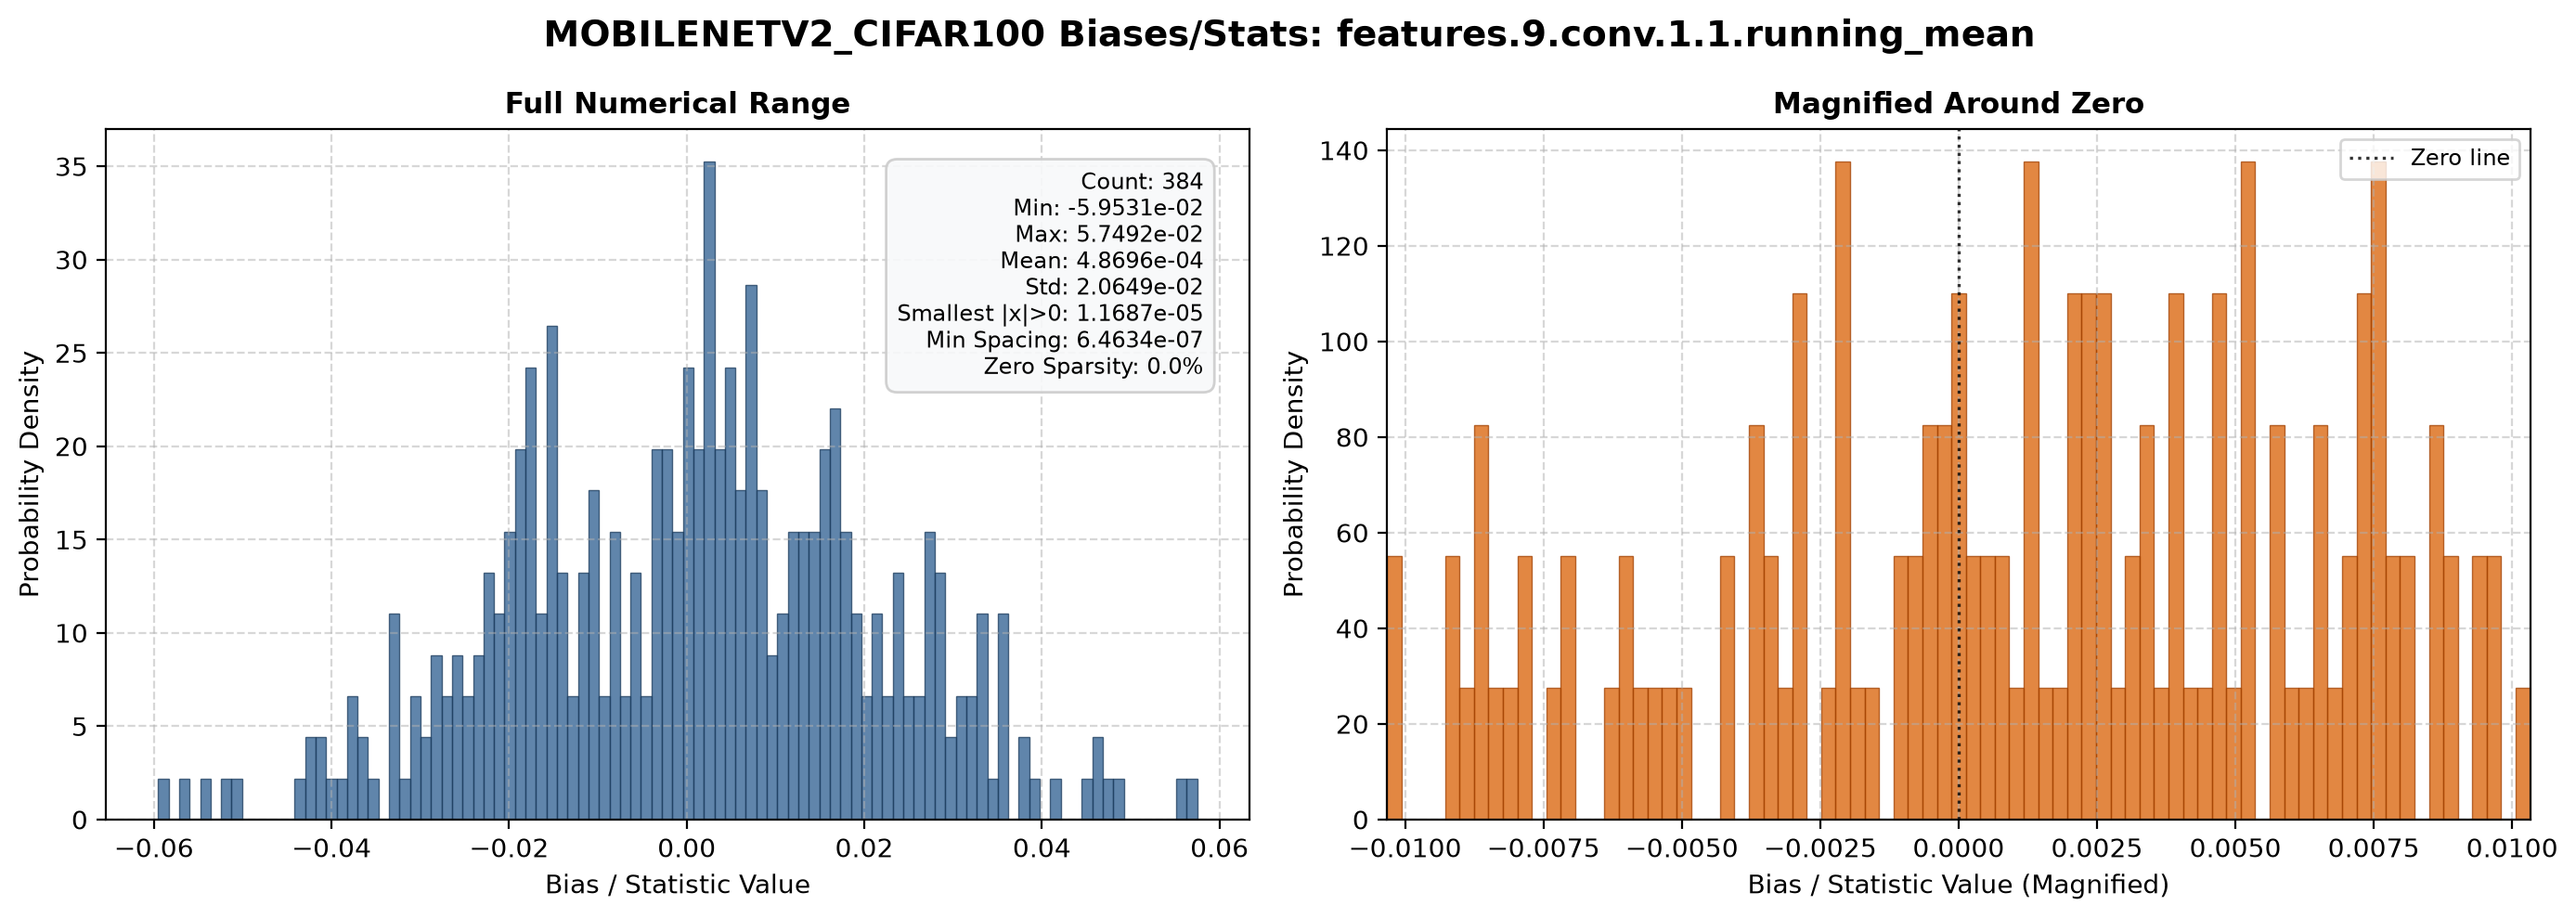 MOBILENETV2_CIFAR100 Biases/Stats: features.9.conv.1.1.running_mean
Full Numerical Range
Probability Density
35
30
25
20
15
10
5
0
Count: 384
Min: -5.9531e-02
Max: 5.7492e-02
Mean: 4.8696e-04
Std: 2.0649e-02
Smallest |x|>0: 1.1687e-05
Min Spacing: 6.4634e-07
Zero Sparsity: 0.0%
−0.06 −0.04 −0.02 0.00 0.02 0.04 0.06
Bias / Statistic Value
Magnified Around Zero
Probability Density
140
120
100
80
60
40
20
0
Zero line
−0.0100 −0.0075 −0.0050 −0.0025 0.0000 0.0025 0.0050 0.0075 0.0100
Bias / Statistic Value (Magnified)